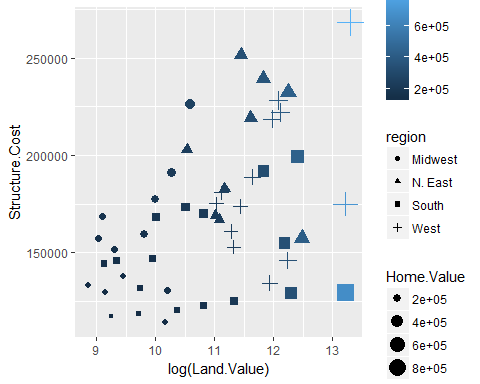 Structure.Cost
250000
200000
150000
9 10 11 12 13
log(Land.Value)
6e+05
4e+05
2e+05
region
Midwest
N. East
South
West
Home.Value
2e+05
4e+05
6e+05
8e+05